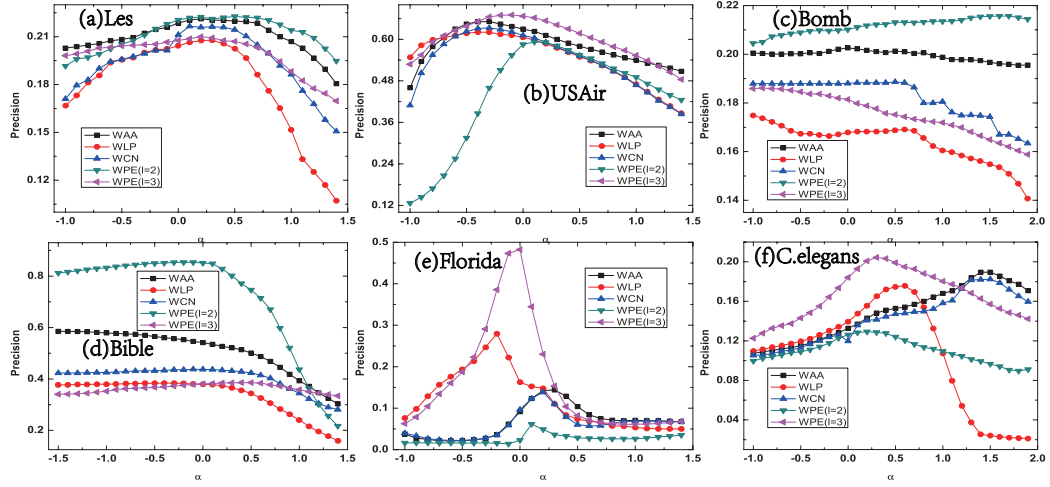 (a)Les
Precision
0.21
0.18
0.15
0.12
WAA
WLP
WCN
WPE(l=2)
WPE(l=3)
-1.0 -0.5 0.0 0.5 1.0 1.5
α
(b)USAir
Precision
0.60
0.48
0.36
0.24
0.12
WAA
WLP
WCN
WPE(l=2)
WPE(l=3)
-1.0 -0.5 0.0 0.5 1.0 1.5
α
(c)Bomb
Precision
0.22
0.20
0.18
0.16
0.14
WAA
WLP
WCN
WPE(l=2)
WPE(l=3)
-1.0 -0.5 0.0 0.5 1.0 1.5 2.0
α
(d)Bible
Precision
0.8
0.6
0.4
0.2
WAA
WLP
WCN
WPE(l=2)
WPE(l=3)
-1.5 -1.0 -0.5 0.0 0.5 1.0 1.5
α
(e)Florida
Precision
0.5
0.4
0.3
0.2
0.1
0.0
WAA
WLP
WCN
WPE(l=2)
WPE(l=3)
-1.0 -0.5 0.0 0.5 1.0 1.5
α
(f)C.elegans
Precision
0.20
0.16
0.12
0.08
0.04
WAA
WLP
WCN
WPE(l=2)
WPE(l=3)
-1.0 -0.5 0.0 0.5 1.0 1.5 2.0
α